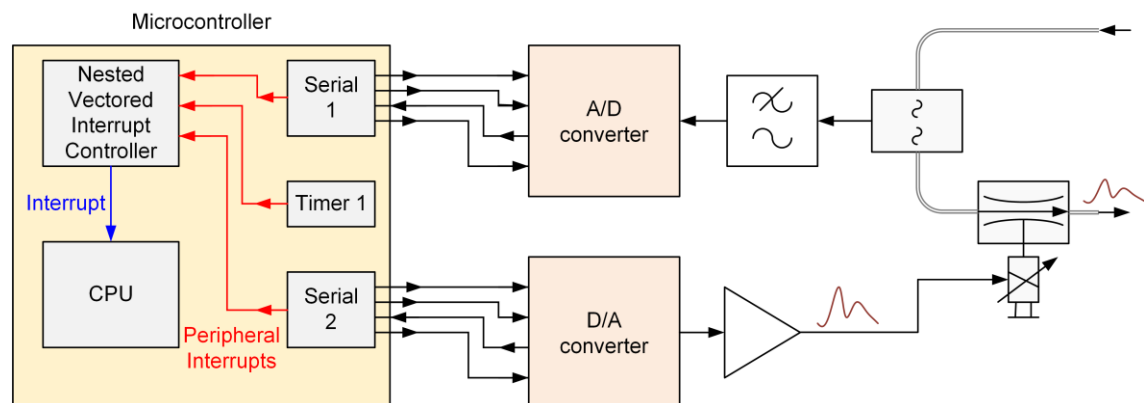 Microcontroller
Nested
Vectored
Interrupt
Controller
Serial
1
A/D
converter
Timer 1
Interrupt
CPU
Serial
2
Peripheral
Interrupts
D/A
converter